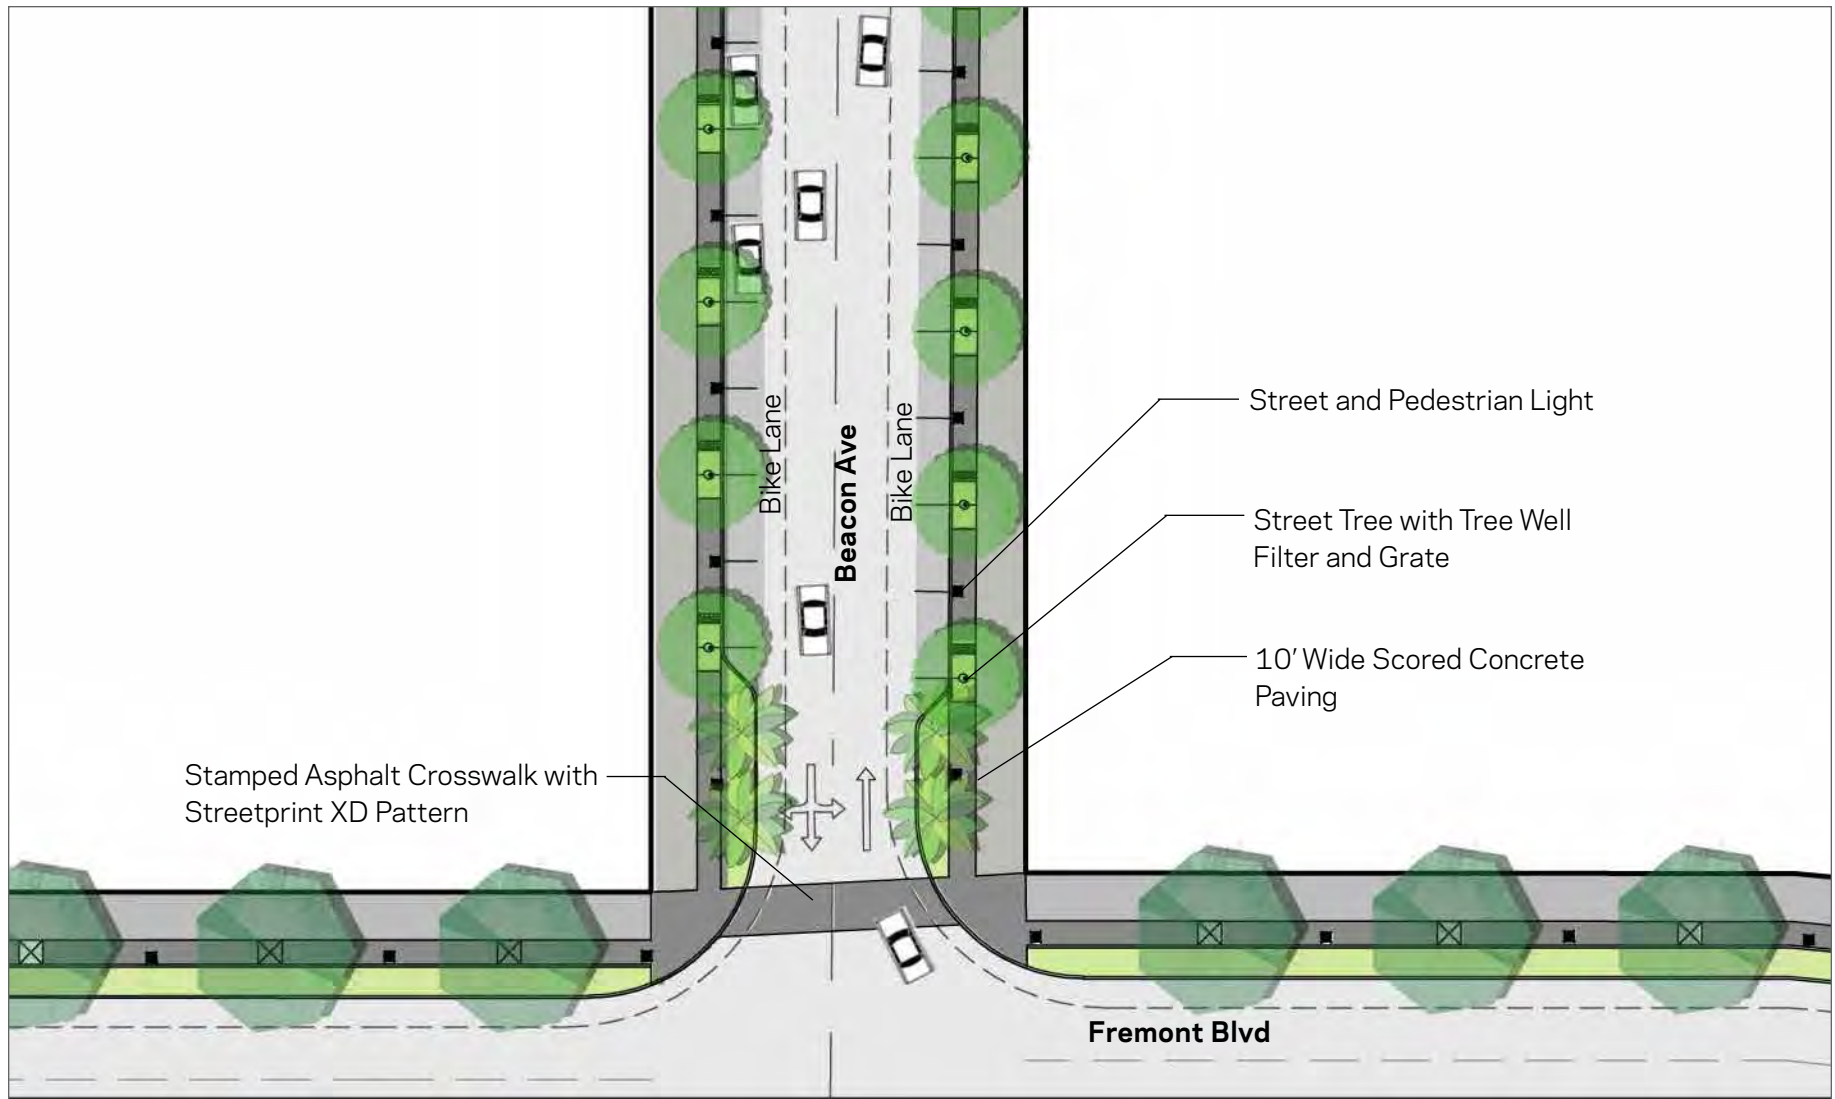 Street and Pedestrian Light
Bike Lane
Beacon Ave
Bike Lane
Street Tree with Tree Well
Filter and Grate
10’ Wide Scored Concrete
Paving
Stamped Asphalt Crosswalk with
Streetprint XD Pattern
Fremont Blvd